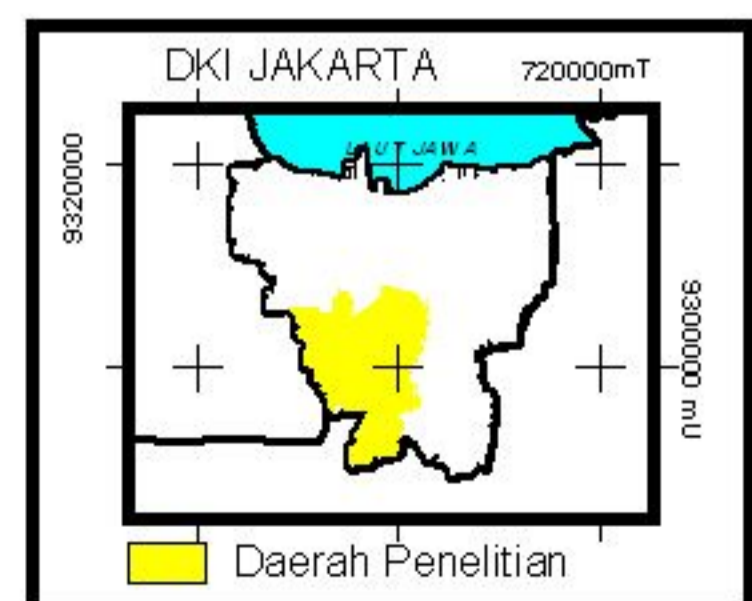 DKI JAKARTA
720000mT
LAUT JAWA
9320000
9300000 mU
Daerah Penelitian